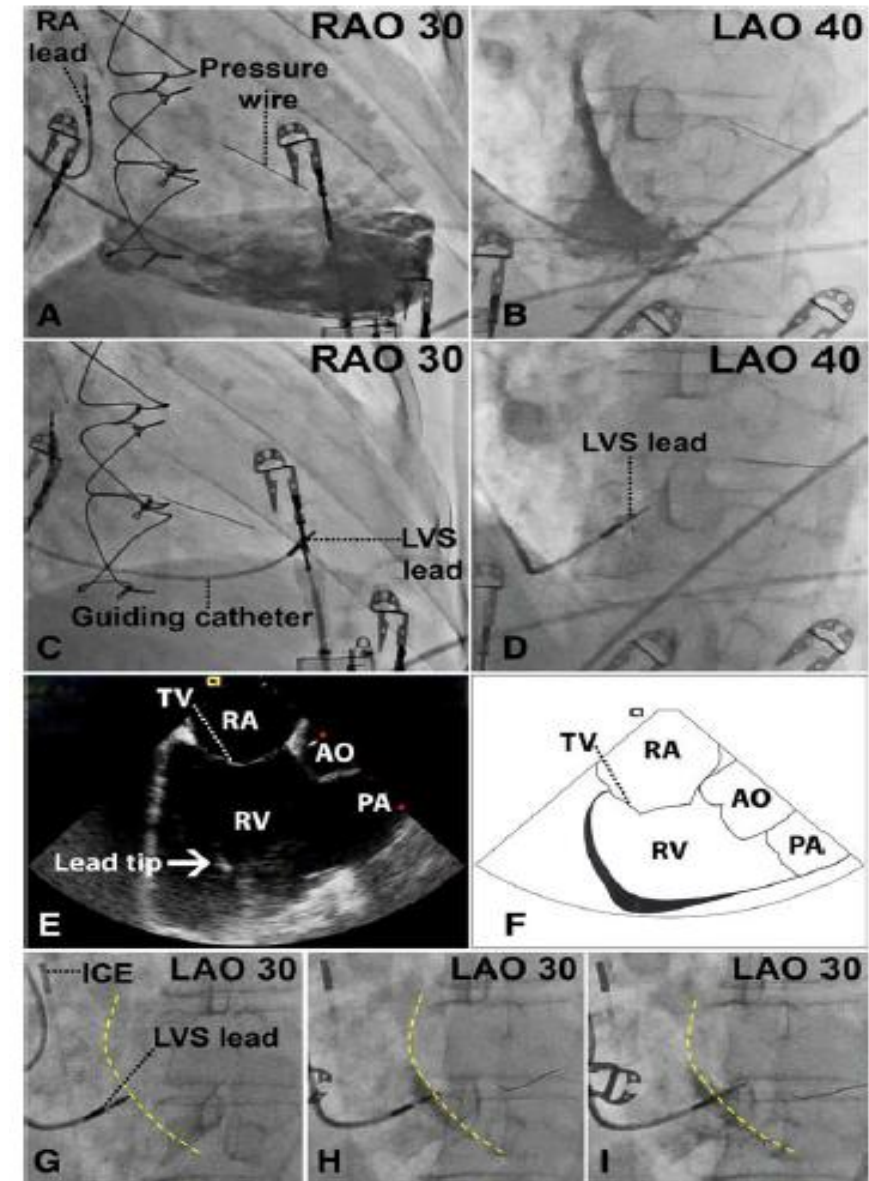 RA
lead
RAO 30
Pressure
wire
A
LAO 40
B
RAO 30
LVS
lead
Guiding catheter
C
LAO 40
LVS lead
D
TV
RA
AO
PA
RV
Lead tip
E
TV
RA
AO
RV
PA
F
ICE
LAO 30
LVS lead
G
LAO 30
H
LAO 30
I